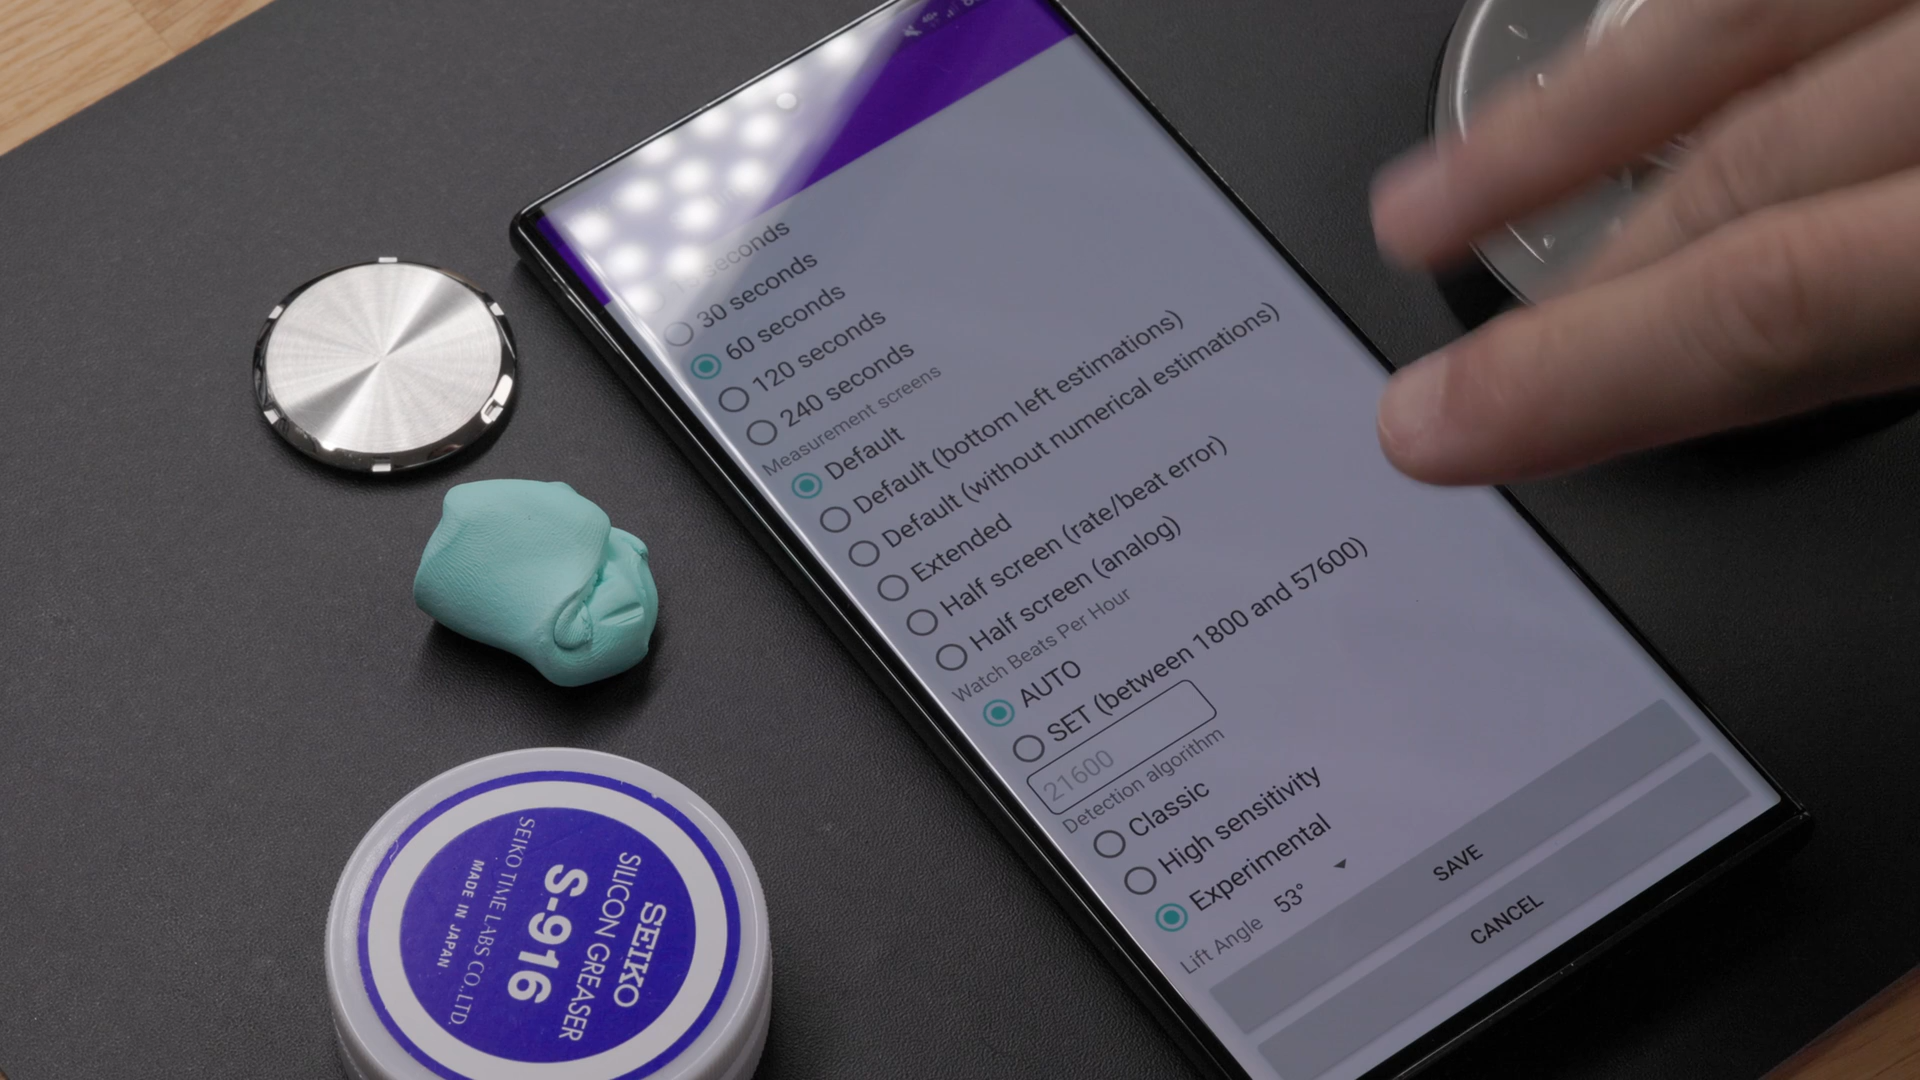 seconds
30 seconds
60 seconds
120 seconds
240 seconds
Measurement screens
Default
Default (bottom left estimations)
Default (without numerical estimations)
Extended
Half screen (rate/beat error)
Half screen (analog)
Watch Beats Per Hour
AUTO
SET (between 1800 and 57600)
21600
Detection algorithm
Classic
High sensitivity
Experimental
Lift Angle 53°
SAVE
CANCEL
SEIKO
SILICON GREASER
S-916
SEIKO TIME LABS CO.,LTD.
MADE IN JAPAN